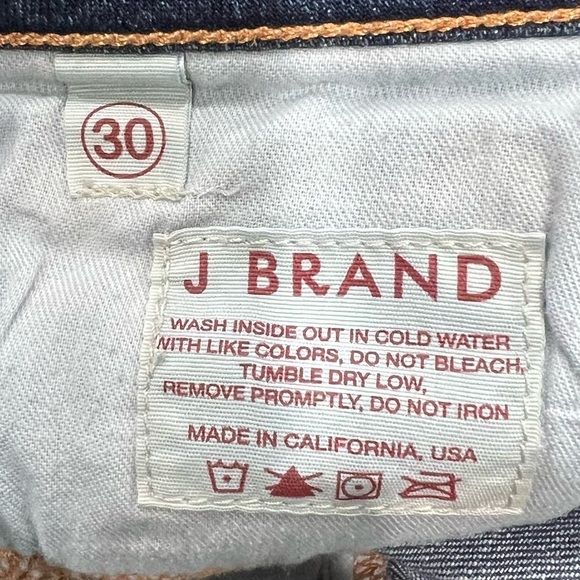 30
J BRAND
WASH INSIDE OUT IN COLD WATER
WITH LIKE COLORS, DO NOT BLEACH,
TUMBLE DRY LOW,
REMOVE PROMPTLY, DO NOT IRON
MADE IN CALIFORNIA, USA